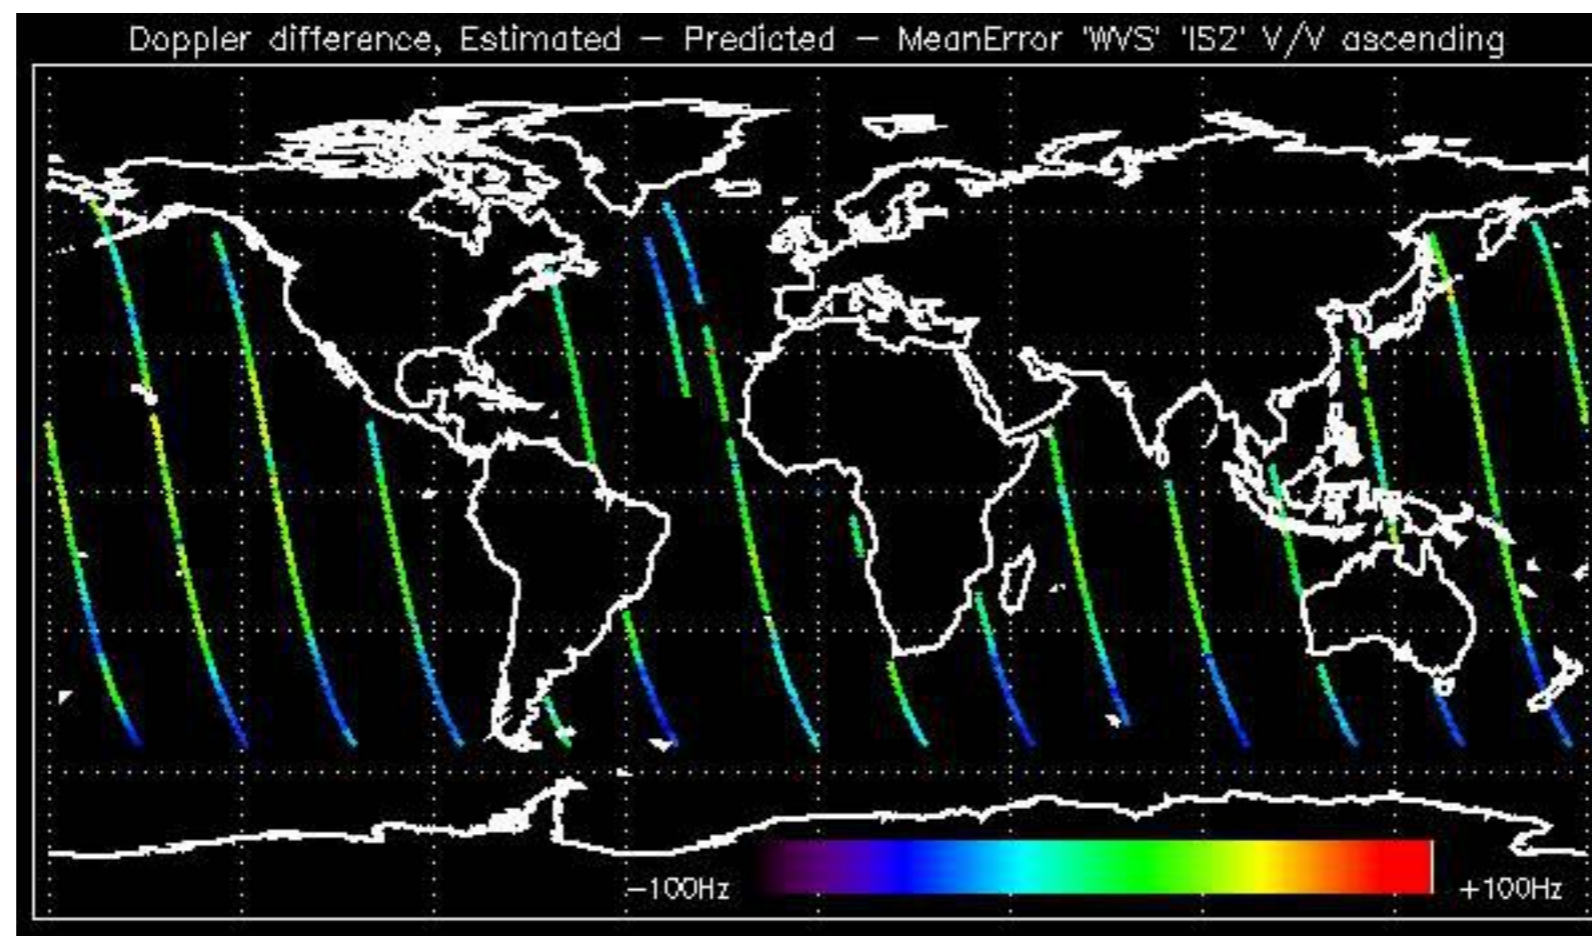 Doppler difference, Estimated − Predicted − MeanError 'WVS' 'IS2' V/V ascending
−100Hz
+100Hz